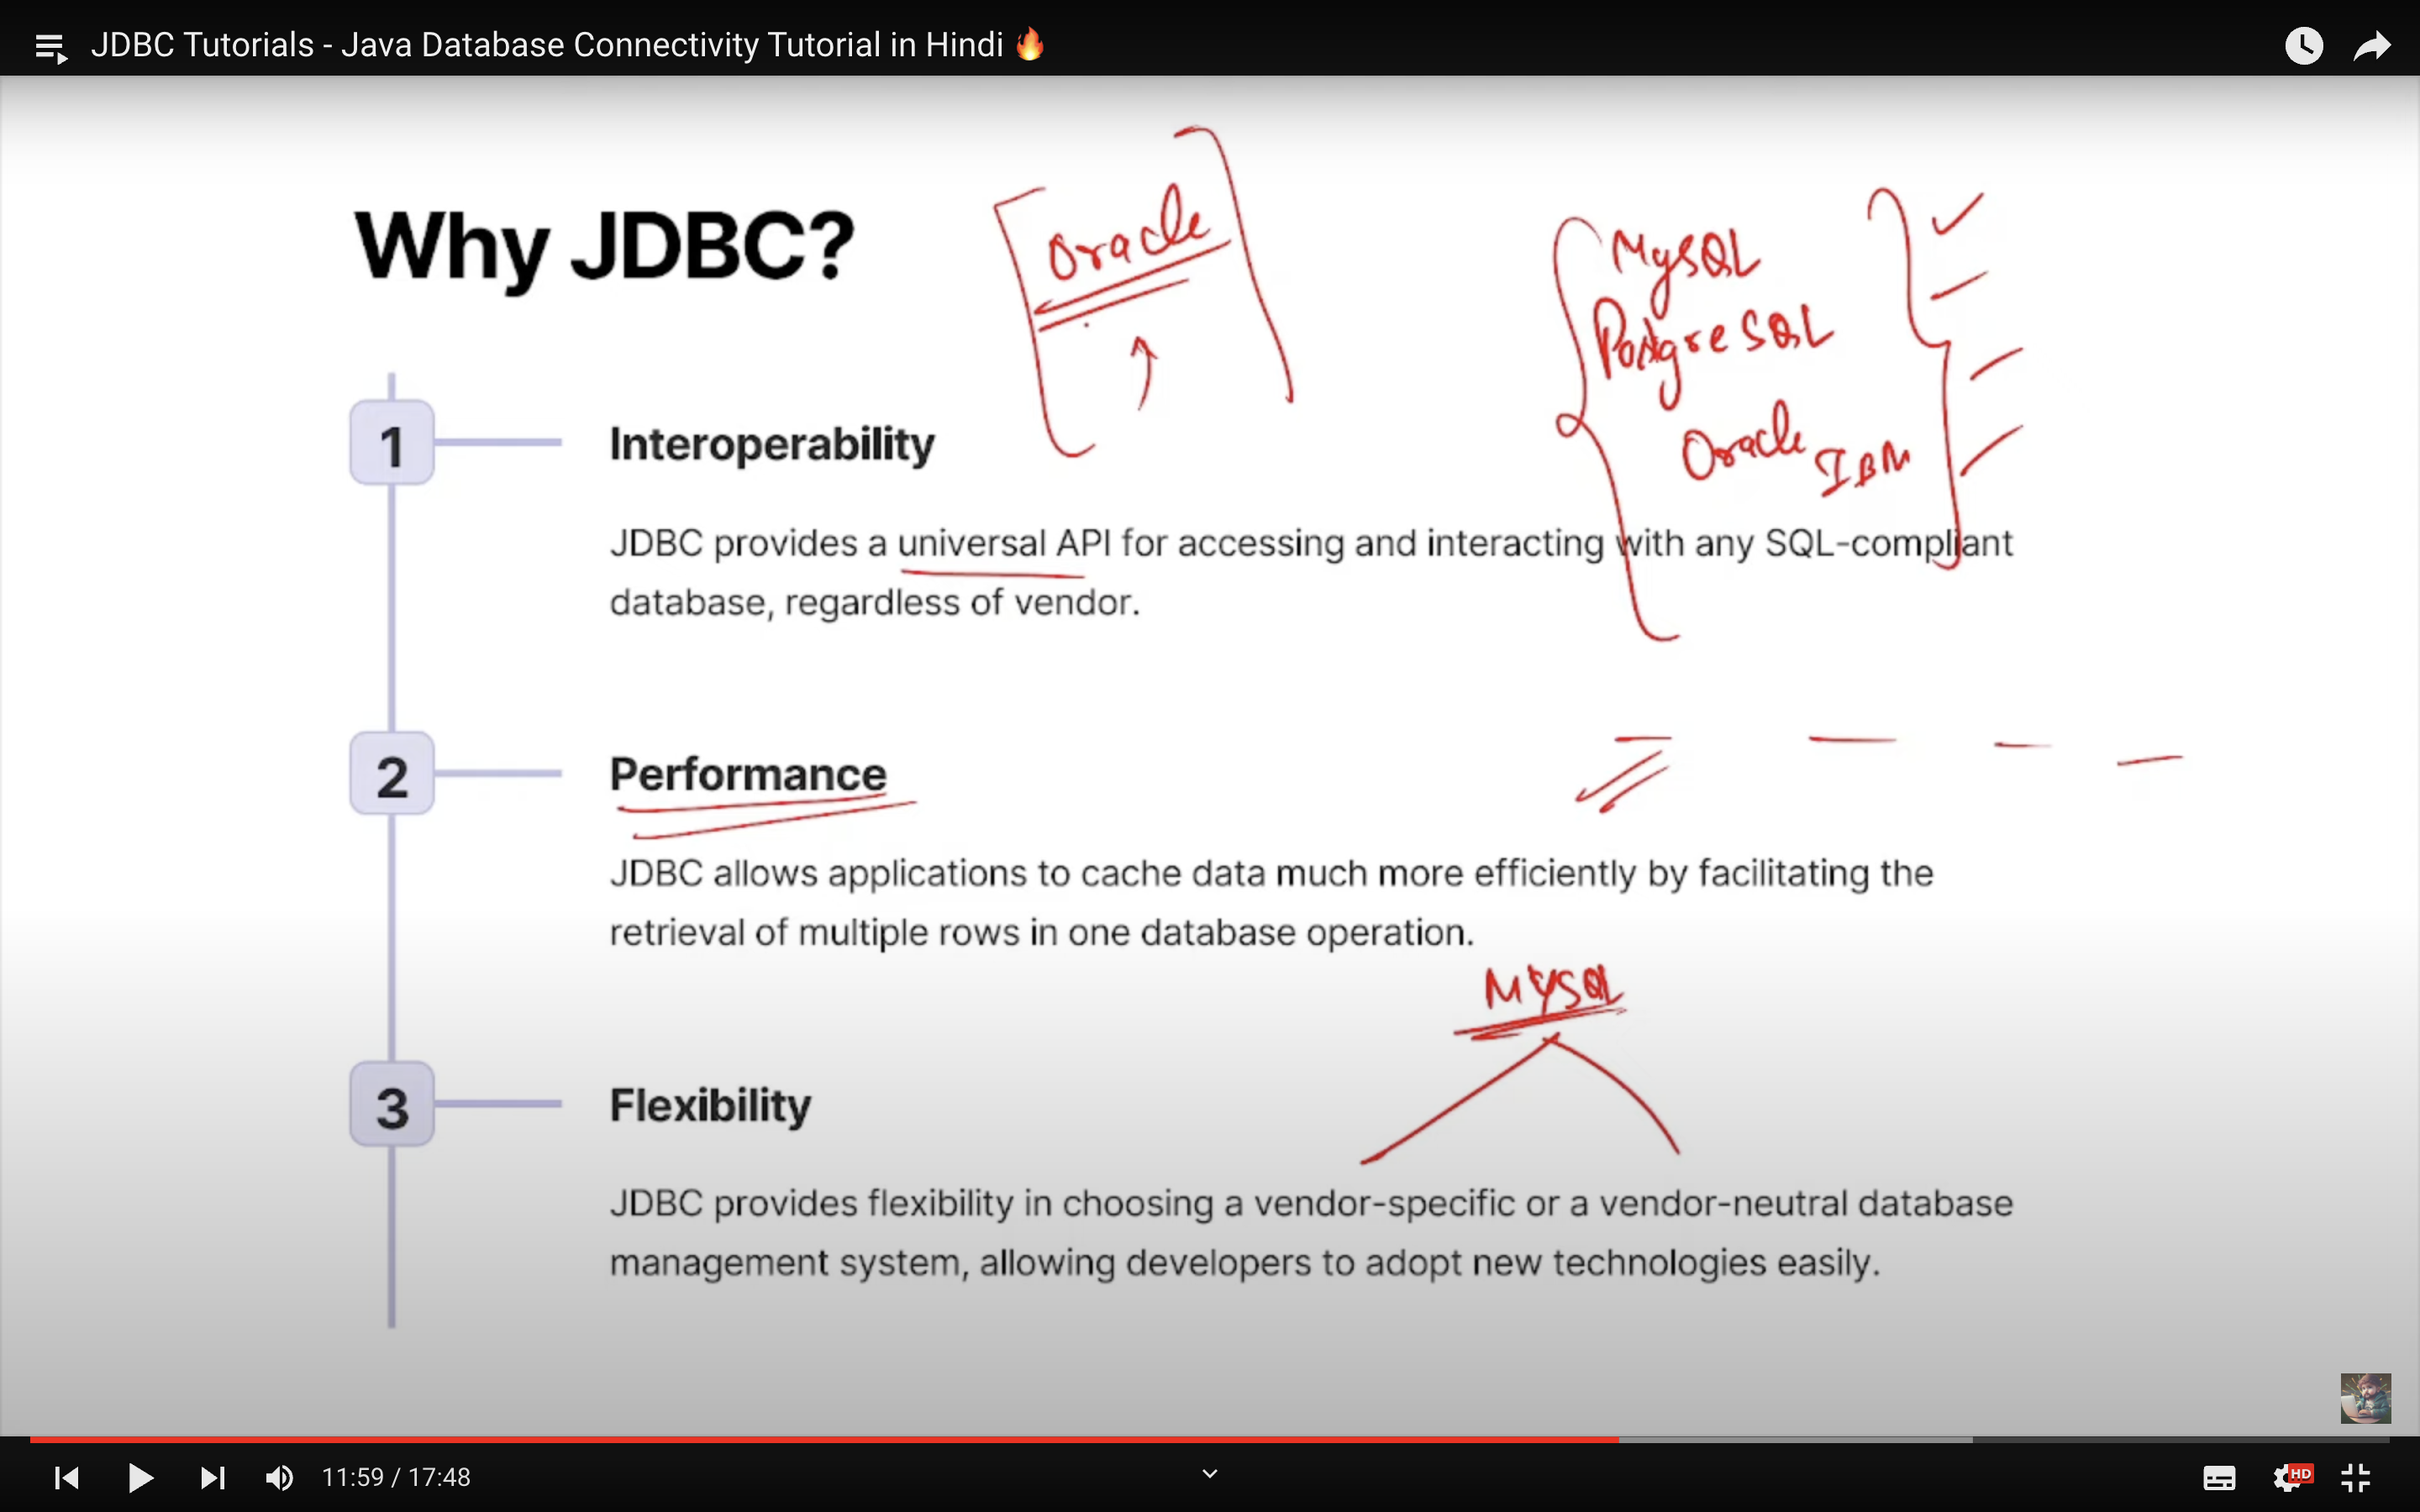 JDBC Tutorials - Java Database Connectivity Tutorial in Hindi 🔥
Why JDBC?
Oracle
MySQL
PostgreSQL
Oracle
IBM
1
Interoperability
JDBC provides a universal API for accessing and interacting with any SQL-compliant
database, regardless of vendor.
2
Performance
JDBC allows applications to cache data much more efficiently by facilitating the
retrieval of multiple rows in one database operation.
MYSQL
3
Flexibility
JDBC provides flexibility in choosing a vendor-specific or a vendor-neutral database
management system, allowing developers to adopt new technologies easily.
11:59 / 17:48
HD